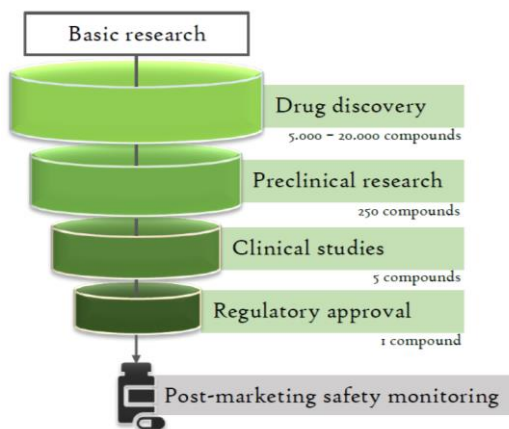 Basic research
Drug discovery
5.000 – 20.000 compounds
Preclinical research
250 compounds
Clinical studies
5 compounds
Regulatory approval
1 compound
Post-marketing safety monitoring